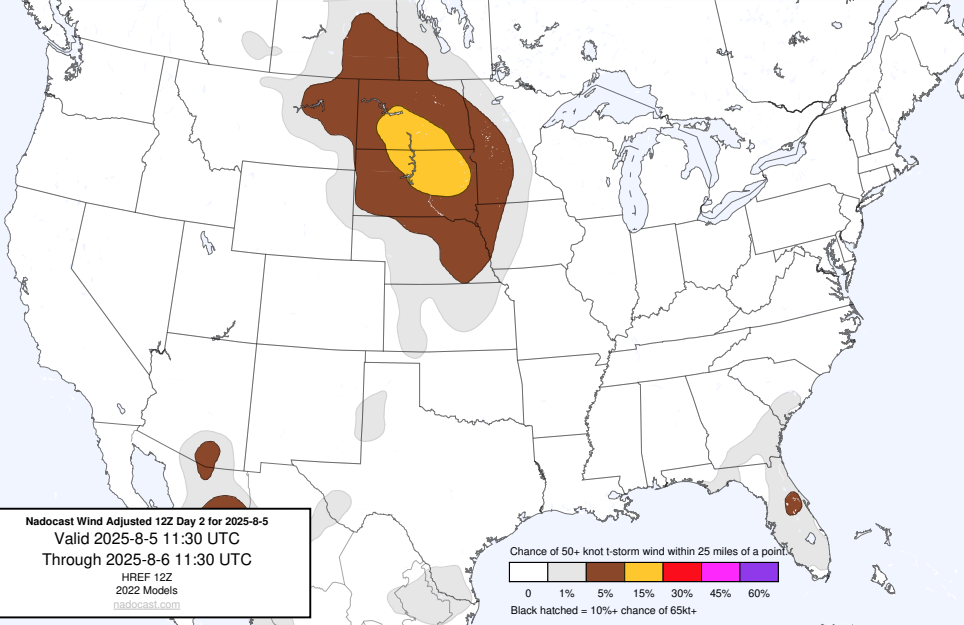 Nadocast Wind Adjusted 12Z Day 2 for 2025-8-5
Valid 2025-8-5 11:30 UTC
Through 2025-8-6 11:30 UTC
HREF 12Z
2022 Models
nadocast.com
Chance of 50+ knot t-storm wind within 25 miles of a point.
0 1% 5% 15% 30% 45% 60%
Black hatched = 10%+ chance of 65kt+